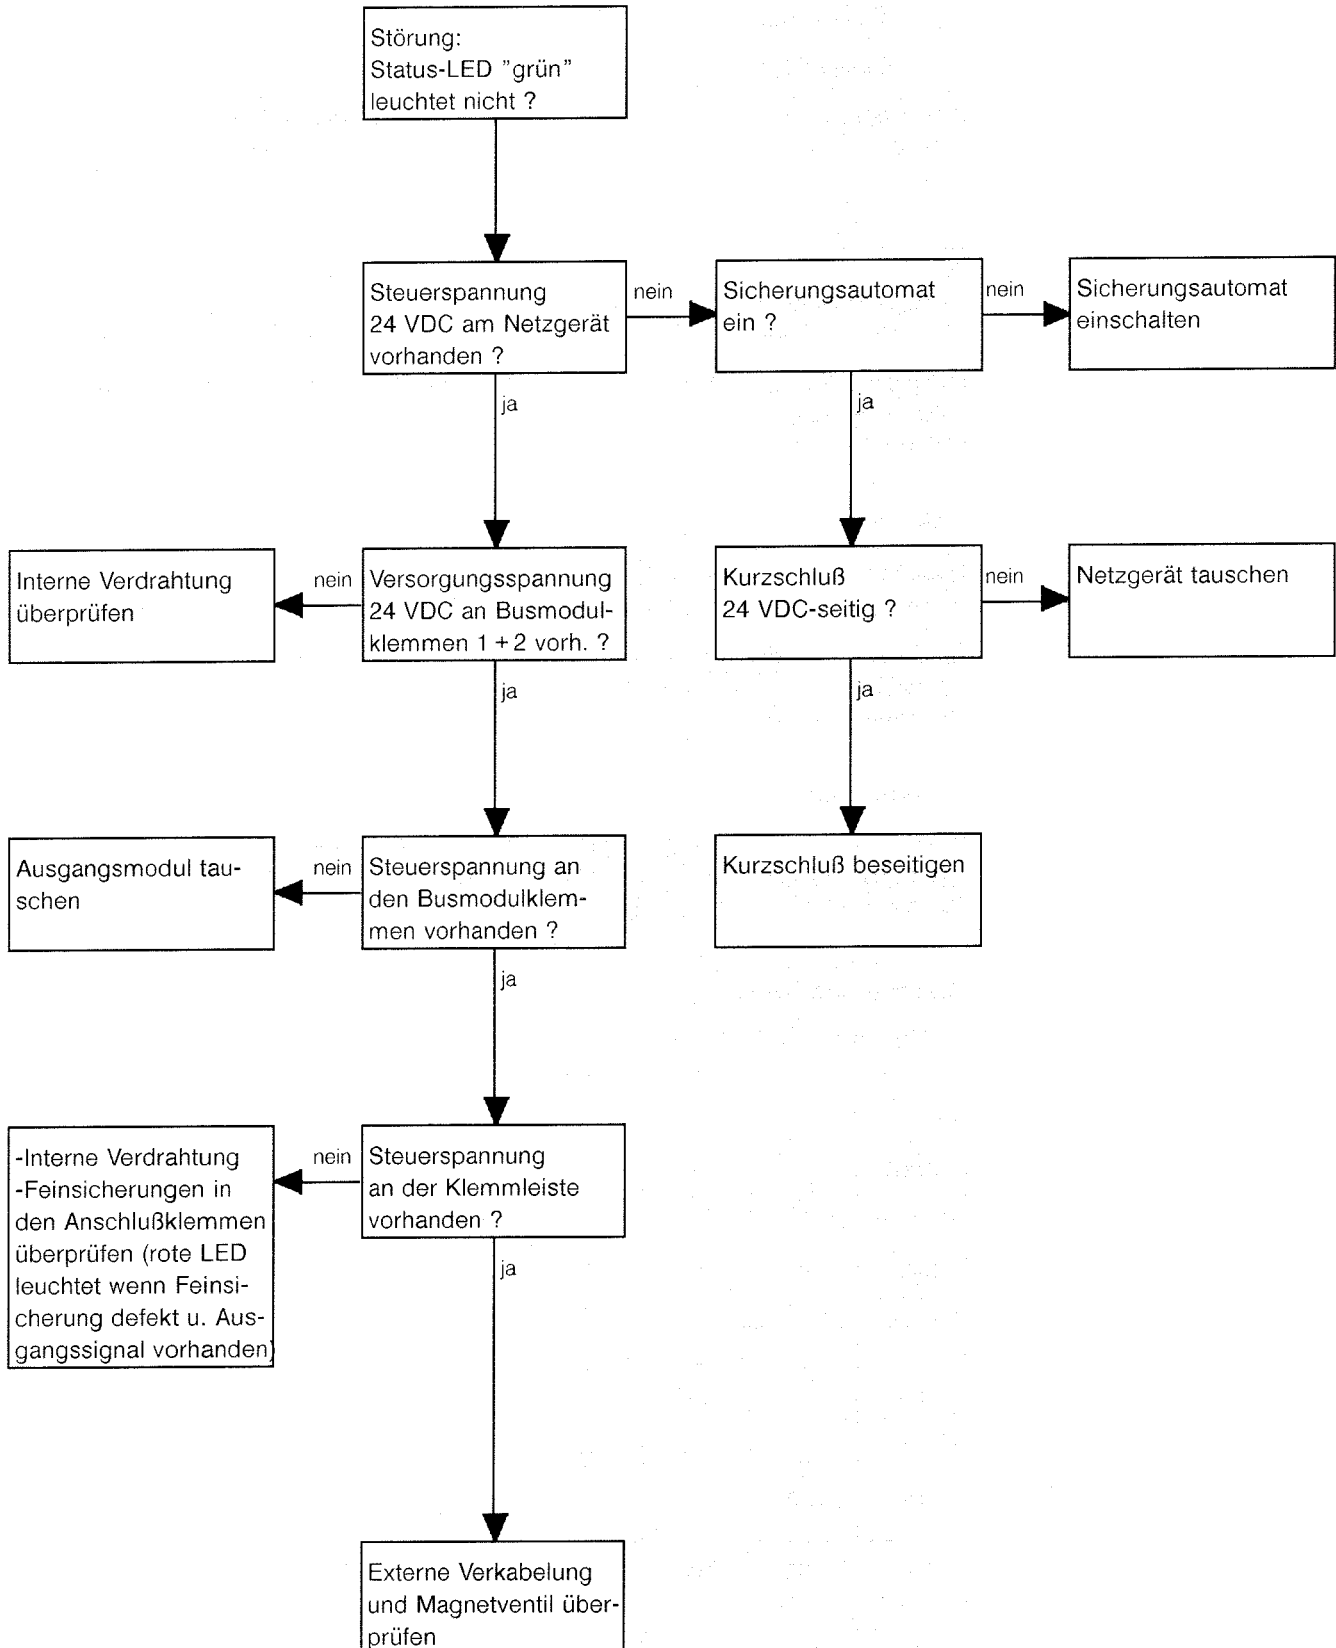 Störung:
Status-LED "grün"
leuchtet nicht ?
Steuerspannung
24 VDC am Netzgerät
vorhanden ?
nein
Sicherungsautomat
ein ?
nein
Sicherungsautomat
einschalten
ja
ja
Interne Verdrahtung
überprüfen
nein
Versorgungsspannung
24 VDC an Busmodul-
klemmen 1 + 2 vorh. ?
Kurzschluß
24 VDC-seitig ?
nein
Netzgerät tauschen
ja
ja
Ausgangsmodul tau-
schen
nein
Steuerspannung an
den Busmodulklem-
men vorhanden ?
Kurzschluß beseitigen
ja
-Interne Verdrahtung
-Feinsicherungen in
den Anschlußklemmen
überprüfen (rote LED
leuchtet wenn Feinsi-
cherung defekt u. Aus-
gangssignal vorhanden)
nein
Steuerspannung
an der Klemmleiste
vorhanden ?
ja
Externe Verkabelung
und Magnetventil über-
prüfen